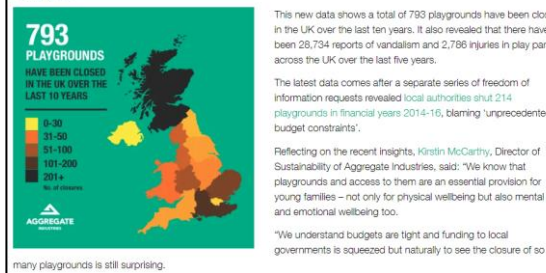 793
PLAYGROUNDS
HAVE BEEN CLOSED
IN THE UK OVER THE
LAST 10 YEARS
0-30
31-50
51-100
101-200
201+
No. of closures
AGGREGATE
INDUSTRIES
This new data shows a total of 793 playgrounds have been clo
in the UK over the last ten years. It also revealed that there have
been 28,734 reports of vandalism and 2,786 injuries in play par
across the UK over the last five years.
The latest data comes after a separate series of freedom of
information requests revealed local authorities shut 214
playgrounds in financial years 2014-16, blaming ‘unprecedente
budget constraints’.
Reflecting on the recent insights, Kirstin McCarthy, Director of
Sustainability of Aggregate Industries, said: “We know that
playgrounds and access to them are an essential provision for
young families – not only for physical wellbeing but also mental
and emotional wellbeing too.
“We understand budgets are tight and funding to local
governments is squeezed but naturally to see the closure of so
many playgrounds is still surprising.